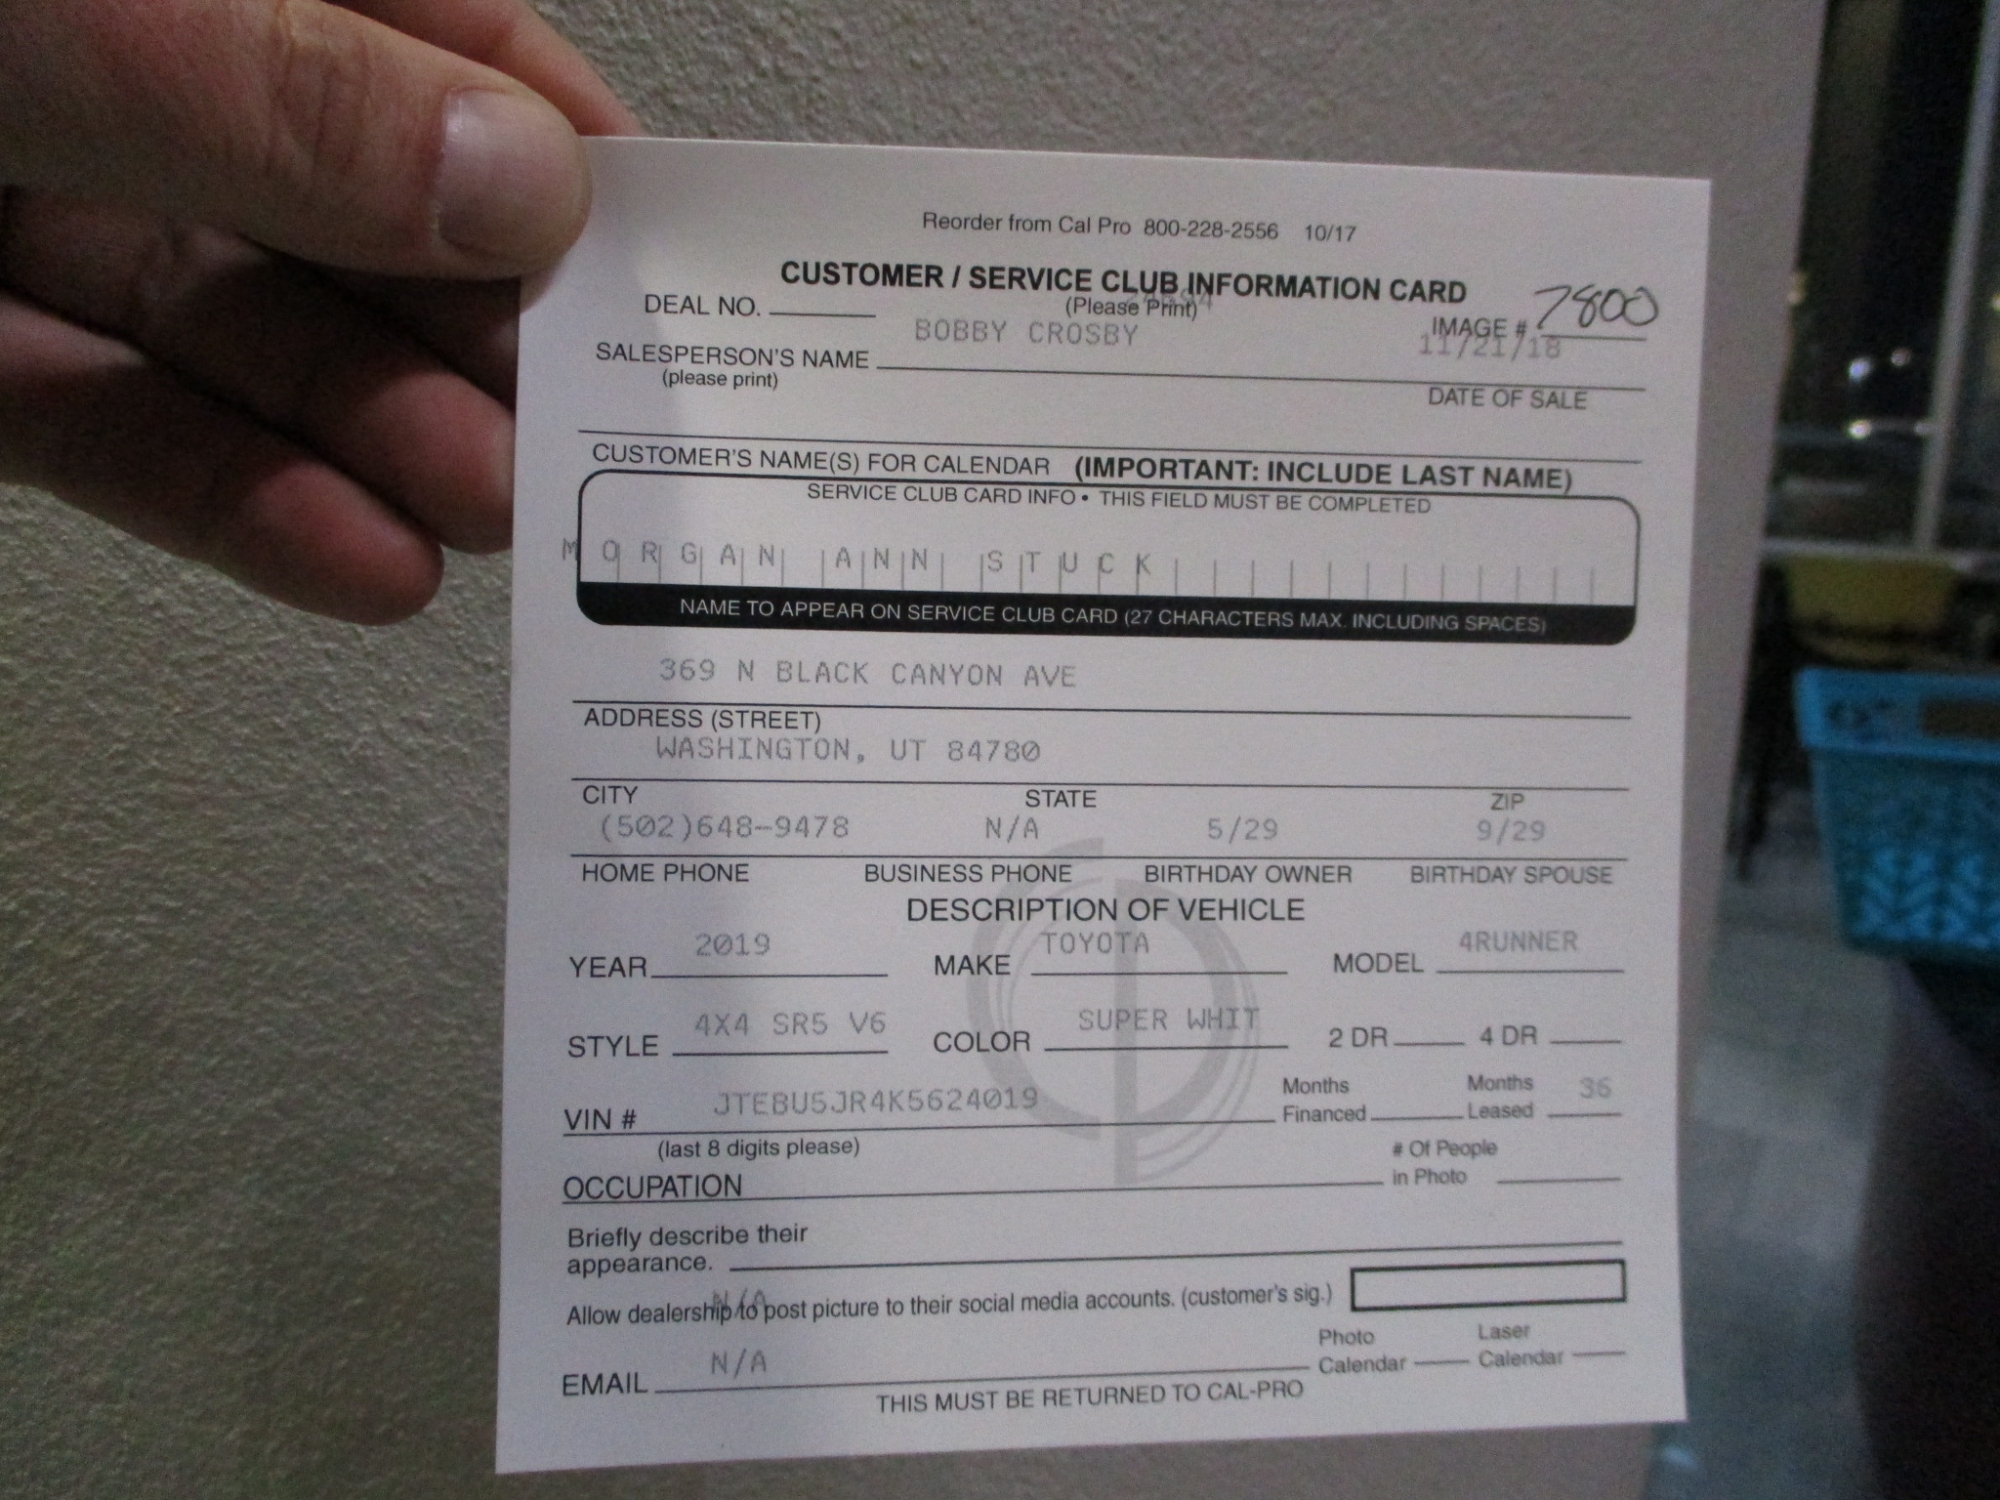 Reorder from Cal Pro 800-228-2556 10/17
CUSTOMER / SERVICE CLUB INFORMATION CARD
DEAL NO. (Please Print) IMAGE # 7800
BOBBY CROSBY 11/21/18
SALESPERSON'S NAME
(please print) DATE OF SALE
CUSTOMER'S NAME(S) FOR CALENDAR (IMPORTANT: INCLUDE LAST NAME)
SERVICE CLUB CARD INFO • THIS FIELD MUST BE COMPLETED
MORGAN ANN STUCK
NAME TO APPEAR ON SERVICE CLUB CARD (27 CHARACTERS MAX. INCLUDING SPACES)
369 N BLACK CANYON AVE
ADDRESS (STREET)
WASHINGTON, UT 84780
CITY STATE ZIP
(502)648-9478 N/A 5/29 9/29
HOME PHONE BUSINESS PHONE BIRTHDAY OWNER BIRTHDAY SPOUSE
DESCRIPTION OF VEHICLE
YEAR 2019 MAKE TOYOTA MODEL 4RUNNER
STYLE 4X4 SR5 V6 COLOR SUPER WHIT 2 DR 4 DR
VIN # JTEBU5JR4K5624019 Months Financed Months Leased 36
(last 8 digits please) # Of People
OCCUPATION in Photo
Briefly describe their
appearance.
N/A
Allow dealership to post picture to their social media accounts. (customer's sig.)
EMAIL N/A Photo Calendar Laser Calendar
THIS MUST BE RETURNED TO CAL-PRO